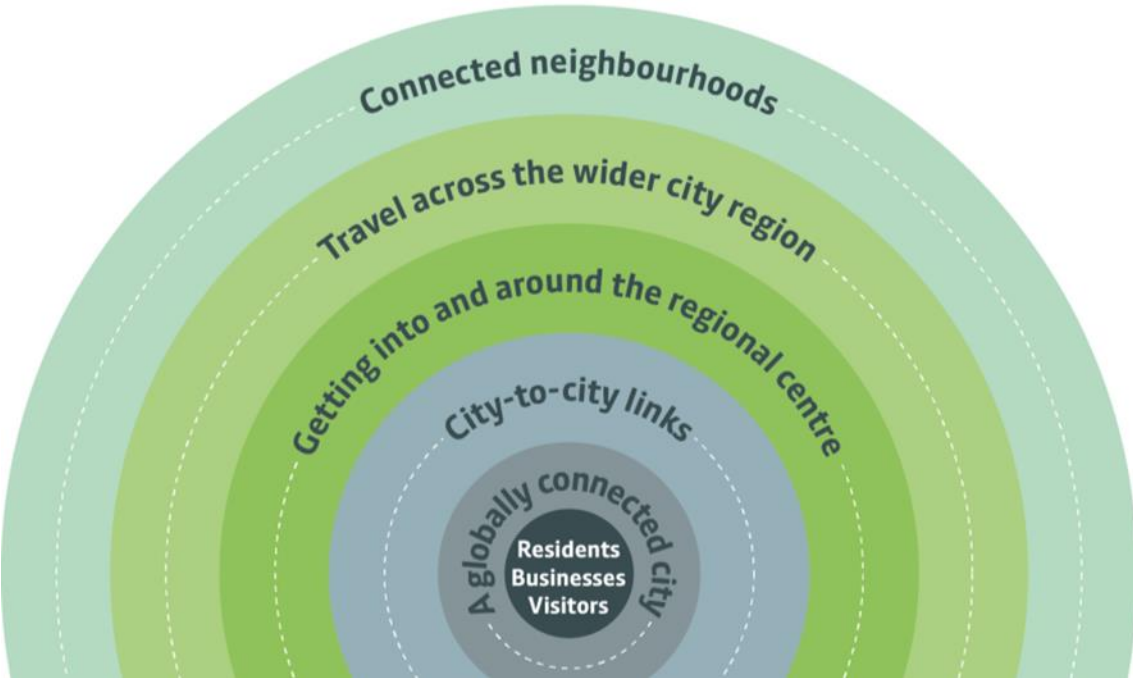 Connected neighbourhoods
Travel across the wider city region
Getting into and around the regional centre
City-to-city links
A globally connected city
Residents
Businesses
Visitors